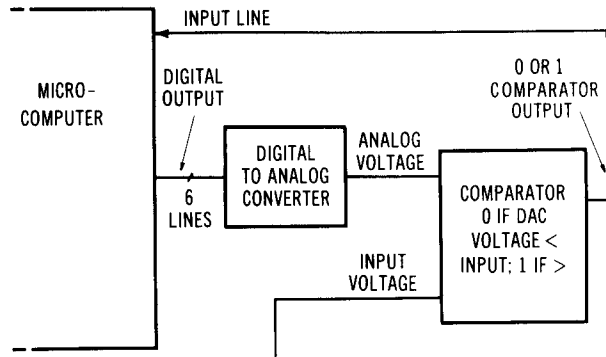 INPUT LINE
MICRO-
COMPUTER
DIGITAL
OUTPUT
6
LINES
DIGITAL
TO ANALOG
CONVERTER
ANALOG
VOLTAGE
INPUT
VOLTAGE
0 OR 1
COMPARATOR
OUTPUT
COMPARATOR
0 IF DAC
VOLTAGE <
INPUT; 1 IF >